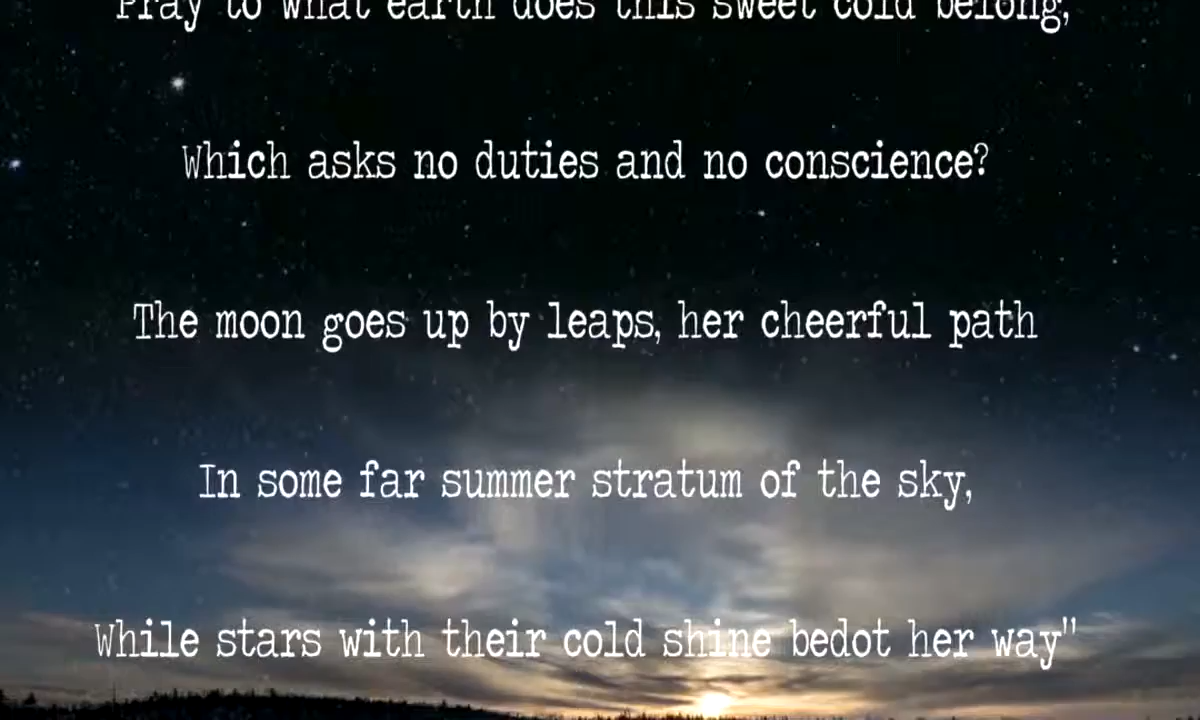 Pray to what earth does this sweet cold belong,
Which asks no duties and no conscience?
The moon goes up by leaps, her cheerful path
In some far summer stratum of the sky,
While stars with their cold shine bedot her way"